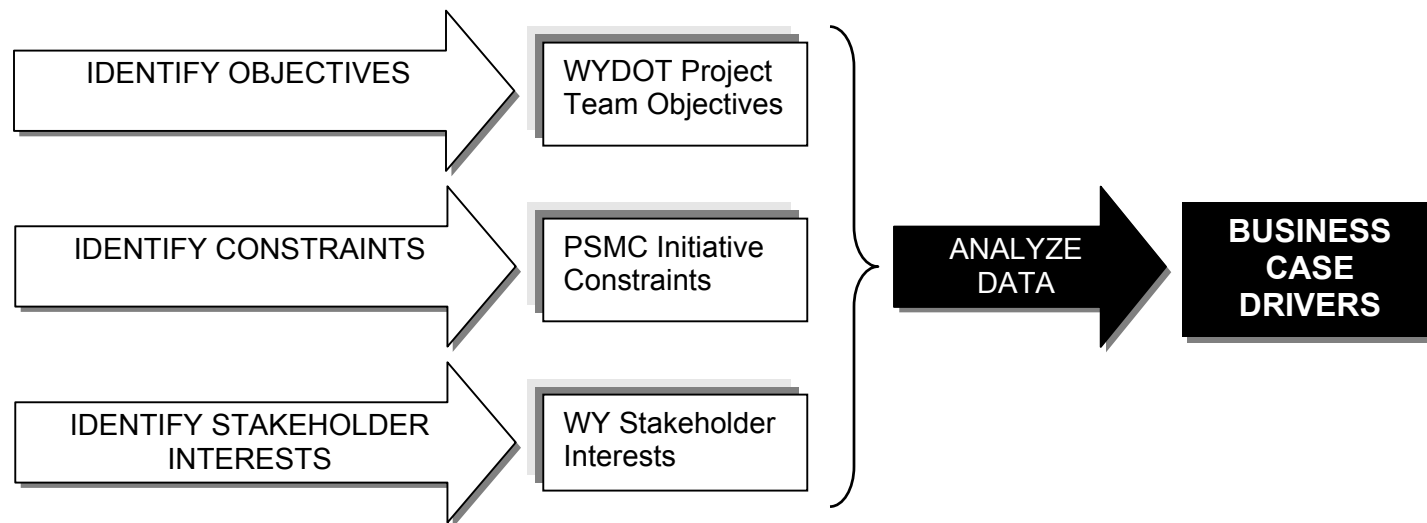 IDENTIFY OBJECTIVES
WYDOT Project
Team Objectives
IDENTIFY CONSTRAINTS
PSMC Initiative
Constraints
IDENTIFY STAKEHOLDER
INTERESTS
WY Stakeholder
Interests
ANALYZE
DATA
BUSINESS
CASE
DRIVERS